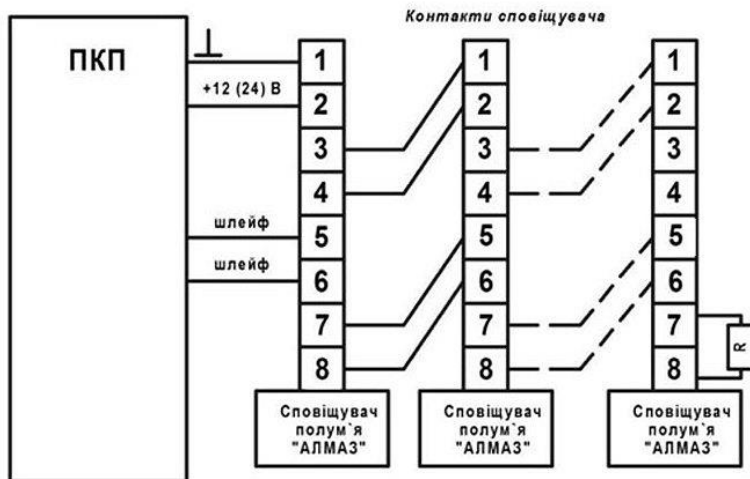 Контакти сповіщувача
ПКП
+12 (24) В
шлейф
шлейф
1
2
3
4
5
6
7
8
Сповіщувач
полум`я
"АЛМАЗ"
1
2
3
4
5
6
7
8
Сповіщувач
полум`я
"АЛМАЗ"
1
2
3
4
5
6
7
8
R
Сповіщувач
полум`я
"АЛМАЗ"